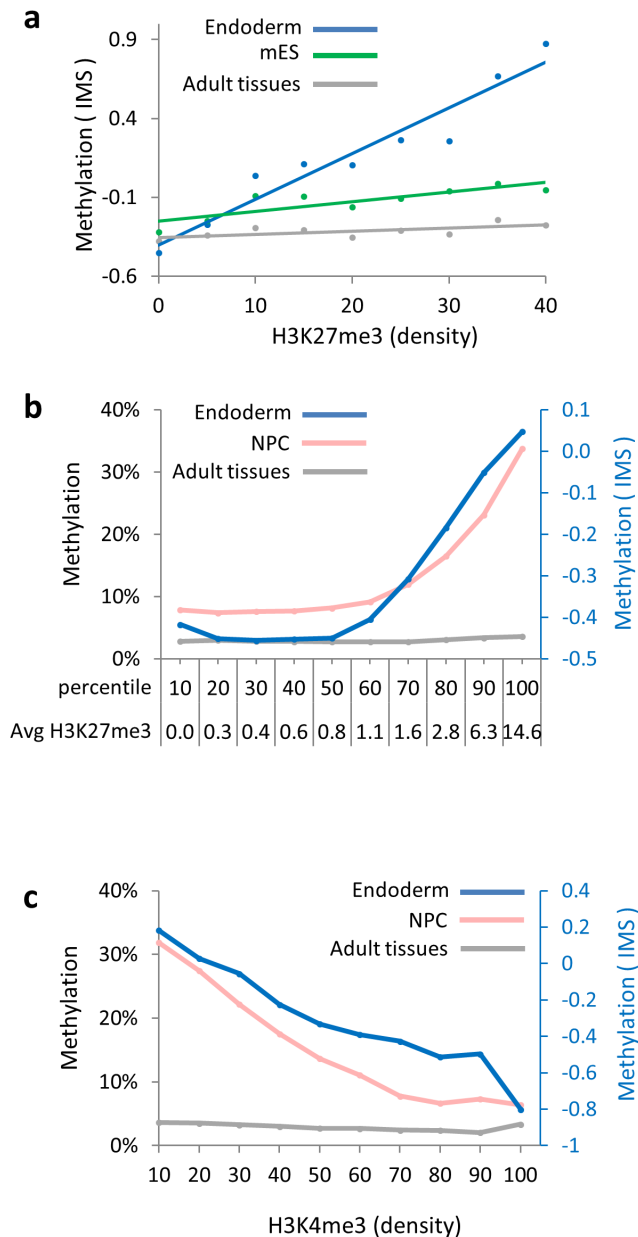 a
Endoderm
mES
Adult tissues
Methylation ( IMS )
0.9
0.4
-0.1
-0.6
0 10 20 30 40
H3K27me3 (density)
b
Endoderm
NPC
Adult tissues
Methylation
40%
30%
20%
10%
0%
0.1
0.0
-0.1
-0.2
-0.3
-0.4
-0.5
Methylation ( IMS )
percentile 10 20 30 40 50 60 70 80 90 100
Avg H3K27me3 0.0 0.3 0.4 0.6 0.8 1.1 1.6 2.8 6.3 14.6
c
Endoderm
NPC
Adult tissues
Methylation
40%
30%
20%
10%
0%
0.4
0.2
0
-0.2
-0.4
-0.6
-0.8
-1
Methylation ( IMS )
10 20 30 40 50 60 70 80 90 100
H3K4me3 (density)